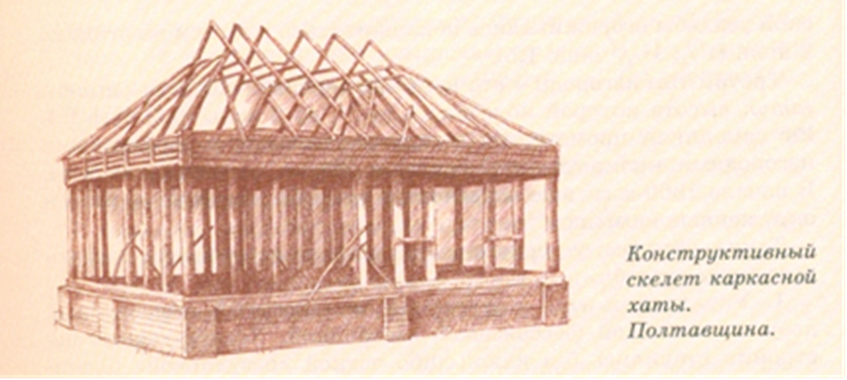 Конструктивный
скелет каркасной
хаты.
Полтавщина.